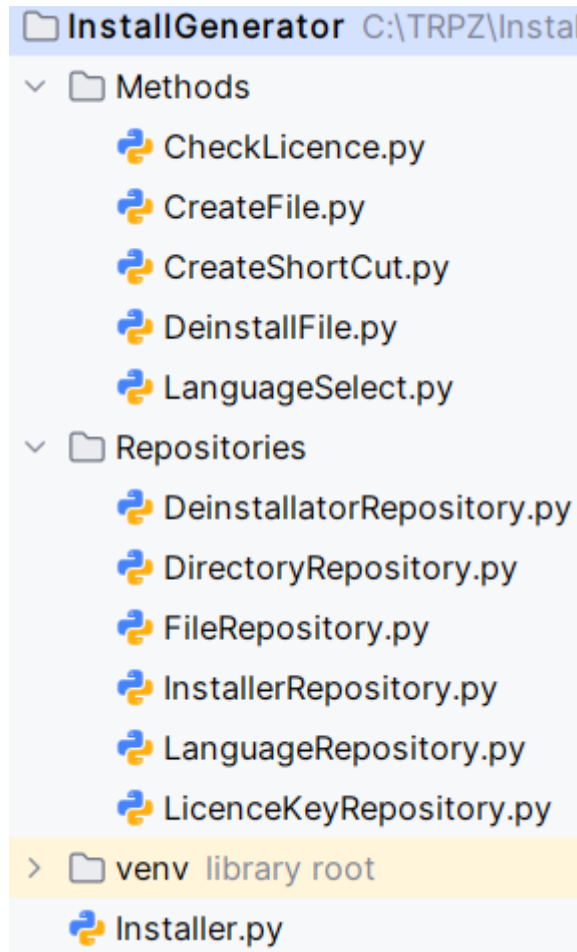 InstallGenerator C:\TRPZ\Instal
Methods
CheckLicence.py
CreateFile.py
CreateShortCut.py
DeinstallFile.py
LanguageSelect.py
Repositories
DeinstallatorRepository.py
DirectoryRepository.py
FileRepository.py
InstallerRepository.py
LanguageRepository.py
LicenceKeyRepository.py
venv library root
Installer.py